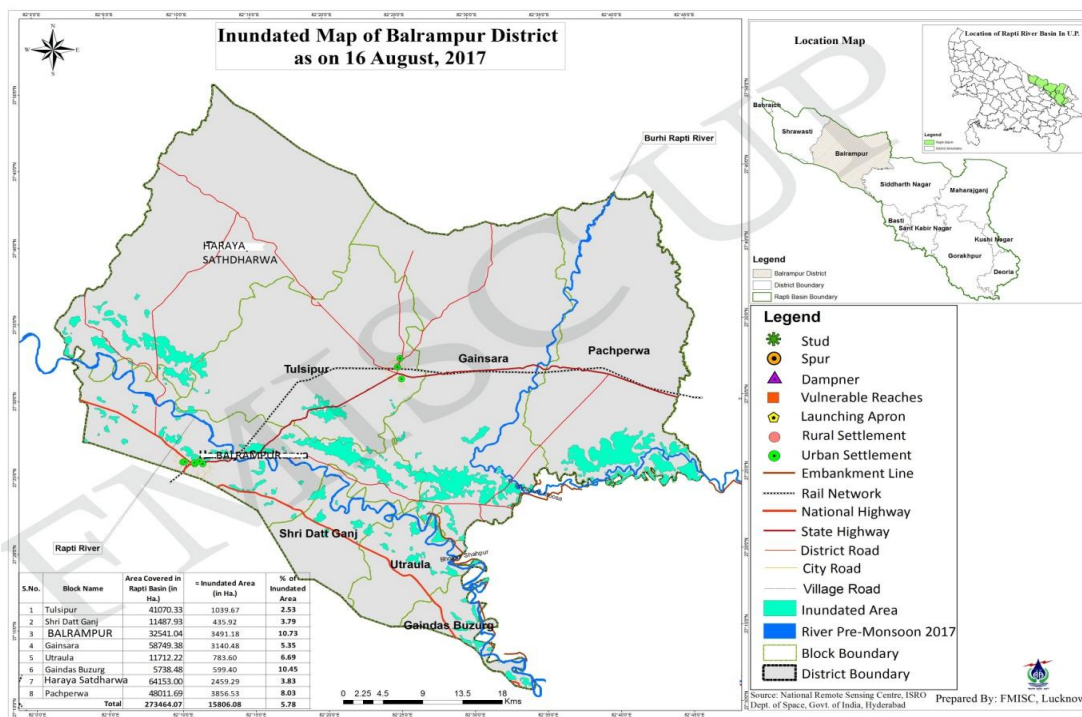 Inundated Map of Balrampur District
as on 16 August, 2017
N
W E
S
Burhi Rapti River
HARAYA
SATHDHARWA
Tulsipur
Gainsara
Pachperwa
BALRAMPUR
Shri Datt Ganj
Utraula
Gaindas Buzurg
Rapti River
FMISC UP
S.No. Block Name Area Covered in Rapti Basin (in Ha.) = Inundated Area (in Ha.) % of Inundated Area
1 Tulsipur 41070.33 1039.67 2.53
2 Shri Datt Ganj 11487.93 435.92 3.79
3 BALRAMPUR 32541.04 3491.18 10.73
4 Gainsara 58749.38 3140.48 5.35
5 Utraula 11712.22 783.60 6.69
6 Gaindas Buzurg 5738.48 599.40 10.45
7 Haraya Satdharwa 64153.00 2459.29 3.83
8 Pachperwa 48011.69 3856.53 8.03
Total 273464.07 15806.08 5.78
0 2.25 4.5 9 13.5 18
Kms
Location Map
Location of Rapti River Basin In U.P.
Legend
Rapti Basin
District Boundary
Bahraich
Shrawasti
Balrampur
Siddharth Nagar
Maharajganj
Basti
Sant Kabir Nagar
Kushi Nagar
Gorakhpur
Deoria
Legend
Balrampur District
District Boundary
Rapti Basin Boundary
Legend
Stud
Spur
Dampner
Vulnerable Reaches
Launching Apron
Rural Settlement
Urban Settlement
Embankment Line
Rail Network
National Highway
State Highway
District Road
City Road
Village Road
Inundated Area
River Pre-Monsoon 2017
Block Boundary
District Boundary
Source: National Remote Sensing Centre, ISRO
Dept. of Space, Govt. of India, Hyderabad
Prepared By: FMISC, Lucknow